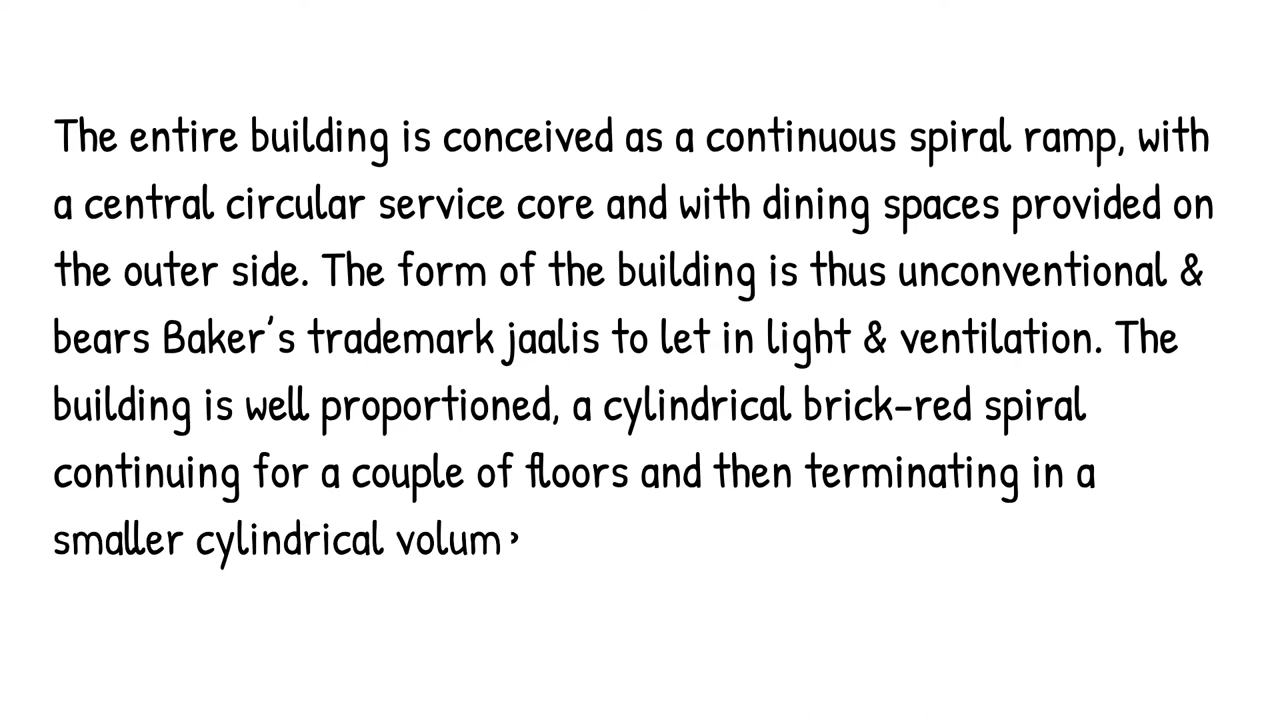 The entire building is conceived as a continuous spiral ramp, with
a central circular service core and with dining spaces provided on
the outer side. The form of the building is thus unconventional &
bears Baker's trademark jaalis to let in light & ventilation. The
building is well proportioned, a cylindrical brick-red spiral
continuing for a couple of floors and then terminating in a
smaller cylindrical volum